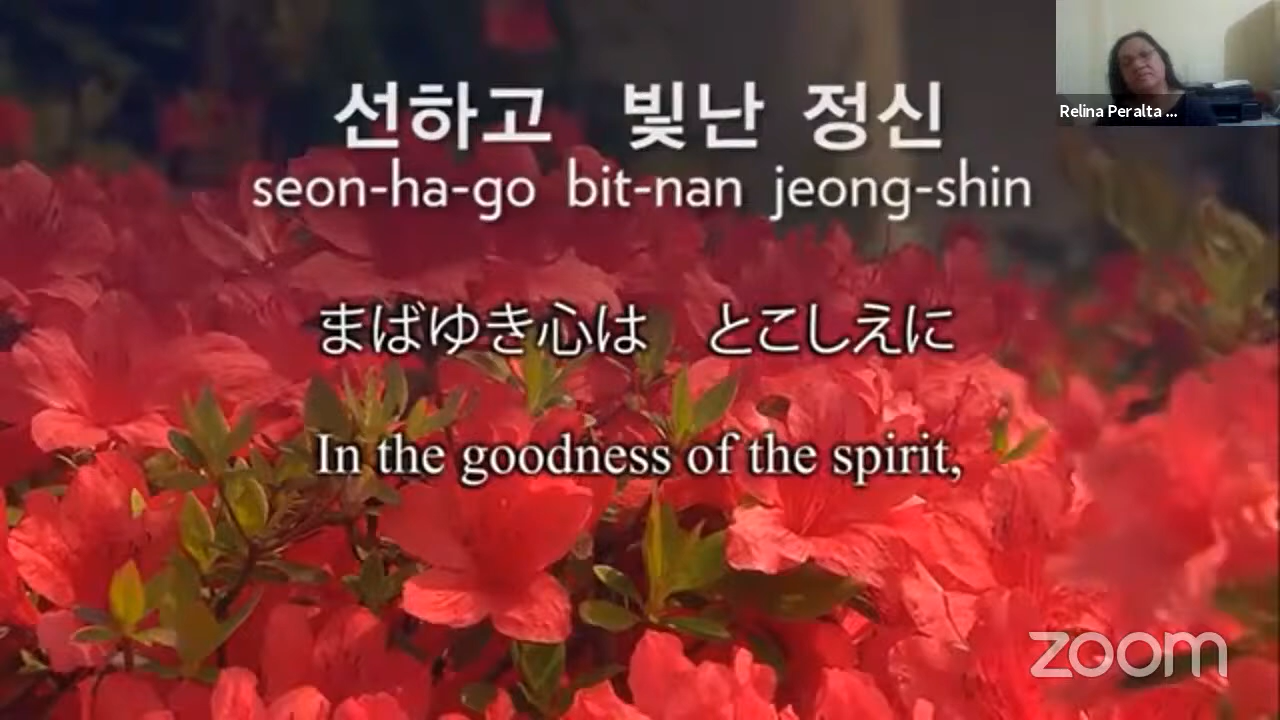 선하고 빛난 정신
seon-ha-go bit-nan jeong-shin
まばゆき心は とこしえに
In the goodness of the spirit,
Relina Peralta ...
zoom